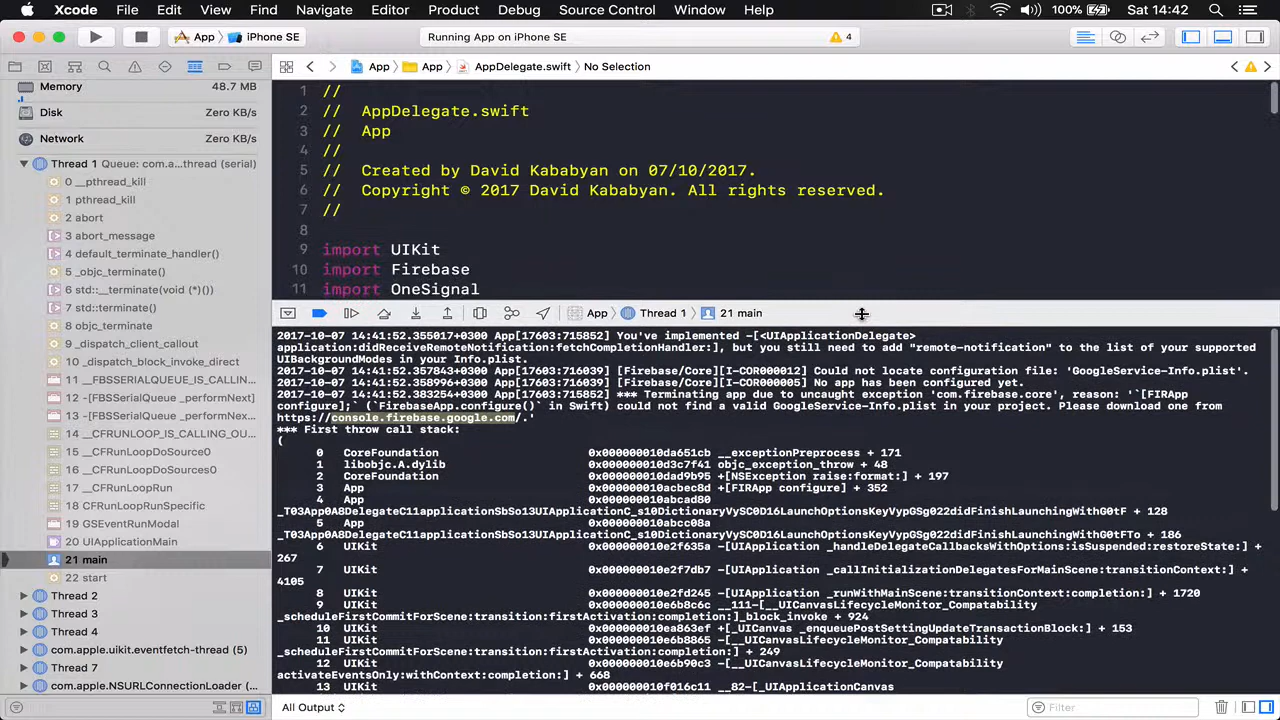 Xcode File Edit View Find Navigate Editor Product Debug Source Control Window Help 100% Sat 14:42
App iPhone SE Running App on iPhone SE 4
App App AppDelegate.swift No Selection
Memory 48.7 MB
Disk Zero KB/s
Network Zero KB/s
Thread 1 Queue: com.a...thread (serial)
0 __pthread_kill
1 pthread_kill
2 abort
3 abort_message
4 default_terminate_handler()
5 _objc_terminate()
6 std::__terminate(void (*)())
7 std::terminate()
8 objc_terminate
9 _dispatch_client_callout
10 _dispatch_block_invoke_direct
11 __FBSSERIALQUEUE_IS_CALLIN...
12 -[FBSSerialQueue _performNext]
13 -[FBSSerialQueue _performNex...
14 __CFRUNLOOP_IS_CALLING_OU...
15 __CFRunLoopDoSource0
16 __CFRunLoopDoSources0
17 __CFRunLoopRun
18 CFRunLoopRunSpecific
19 GSEventRunModal
20 UIApplicationMain
21 main
22 start
Thread 2
Thread 3
Thread 4
com.apple.uikit.eventfetch-thread (5)
Thread 7
com.apple.NSURLConnectionLoader (...
1 //
2 // AppDelegate.swift
3 // App
4 //
5 // Created by David Kababyan on 07/10/2017.
6 // Copyright © 2017 David Kababyan. All rights reserved.
7 //
8
9 import UIKit
10 import Firebase
11 import OneSignal
App Thread 1 21 main
2017-10-07 14:41:52.355017+0300 App[17603:715852] You've implemented -[<UIApplicationDelegate>
application:didReceiveRemoteNotification:fetchCompletionHandler:], but you still need to add "remote-notification" to the list of your supported
UIBackgroundModes in your Info.plist.
2017-10-07 14:41:52.357843+0300 App[17603:716039] [Firebase/Core][I-COR000012] Could not locate configuration file: 'GoogleService-Info.plist'.
2017-10-07 14:41:52.358996+0300 App[17603:716039] [Firebase/Core][I-COR000005] No app has been configured yet.
2017-10-07 14:41:52.383254+0300 App[17603:715852] *** Terminating app due to uncaught exception 'com.firebase.core', reason: '`[FIRApp
configure];` (`FirebaseApp.configure()` in Swift) could not find a valid GoogleService-Info.plist in your project. Please download one from
https://console.firebase.google.com/.'
*** First throw call stack:
(
0 CoreFoundation 0x000000010da651cb __exceptionPreprocess + 171
1 libobjc.A.dylib 0x000000010d3c7f41 objc_exception_throw + 48
2 CoreFoundation 0x000000010dad9b95 +[NSException raise:format:] + 197
3 App 0x000000010acbec8d +[FIRApp configure] + 352
4 App 0x000000010abcad80
_T03App0A8DelegateC11applicationSbSo13UIApplicationC_s10DictionaryVySC0D16LaunchOptionsKeyVypGSg022didFinishLaunchingWithG0tF + 128
5 App 0x000000010abcc08a
_T03App0A8DelegateC11applicationSbSo13UIApplicationC_s10DictionaryVySC0D16LaunchOptionsKeyVypGSg022didFinishLaunchingWithG0tFTo + 186
6 UIKit 0x000000010e2f635a -[UIApplication _handleDelegateCallbacksWithOptions:isSuspended:restoreState:] +
267
7 UIKit 0x000000010e2f7db7 -[UIApplication _callInitializationDelegatesForMainScene:transitionContext:] +
4105
8 UIKit 0x000000010e2fd245 -[UIApplication _runWithMainScene:transitionContext:completion:] + 1720
9 UIKit 0x000000010e6b8c6c __111-[__UICanvasLifecycleMonitor_Compatability
_scheduleFirstCommitForScene:transition:firstActivation:completion:]_block_invoke + 924
10 UIKit 0x000000010ea863ef +[_UICanvas _enqueuePostSettingUpdateTransactionBlock:] + 153
11 UIKit 0x000000010e6b8865 -[__UICanvasLifecycleMonitor_Compatability
_scheduleFirstCommitForScene:transition:firstActivation:completion:] + 249
12 UIKit 0x000000010e6b90c3 -[__UICanvasLifecycleMonitor_Compatability
activateEventsOnly:withContext:completion:] + 668
13 UIKit 0x000000010f016c11 __82-[_UIApplicationCanvas
All Output Filter